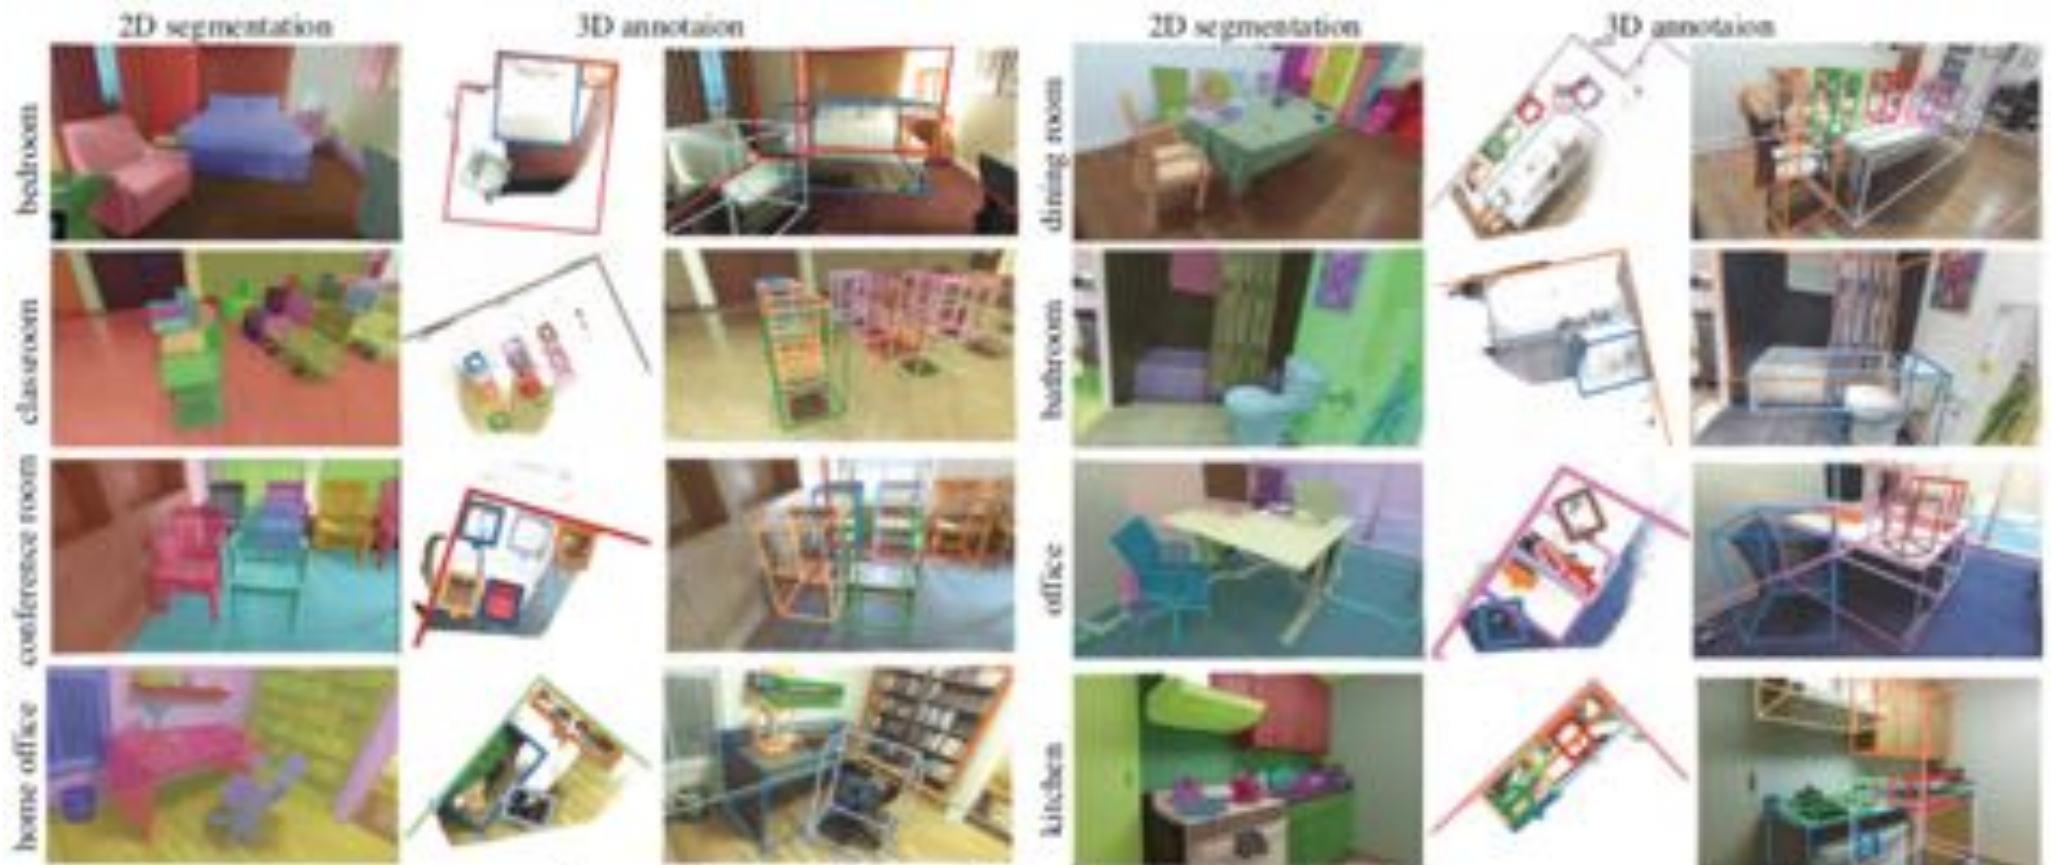 2D segmentation 3D annotaion 2D segmentation 3D annotaion
bedroom
dining room
classroom
bathroom
conference room
office
home office
kitchen